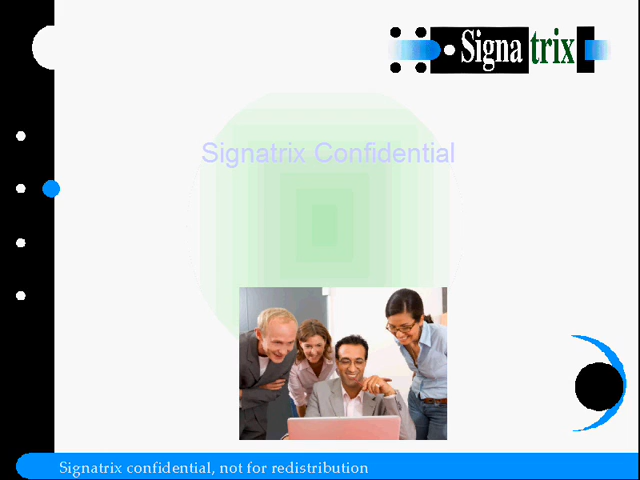 Signatrix
Signatrix Confidential
Signatrix confidential, not for redistribution